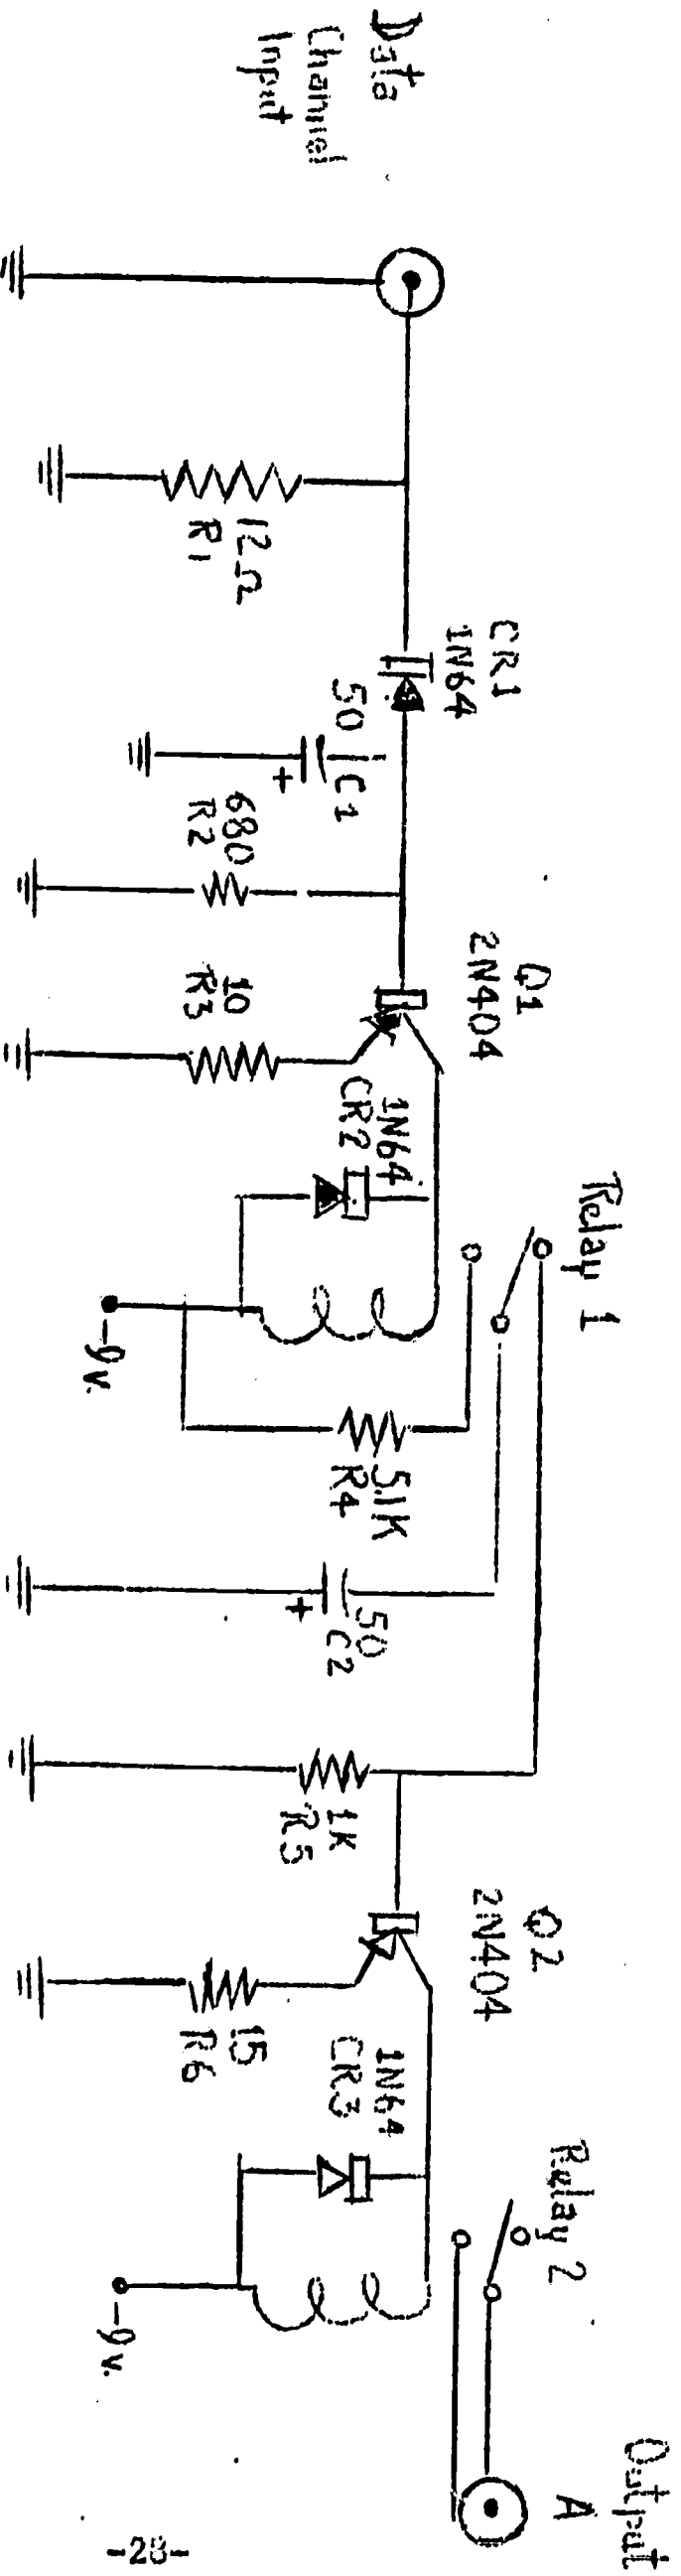 Data
Channel
Input
12Ω
R1
CR1
1N64
50
C1
+
680
R2
10
R3
Q1
2N404
1N64
CR2
Relay 1
-9v.
5.1K
R4
50
C2
+
1K
R5
Q2
2N404
15
R6
1N64
CR3
Relay 2
-9v.
Output
A
-28-